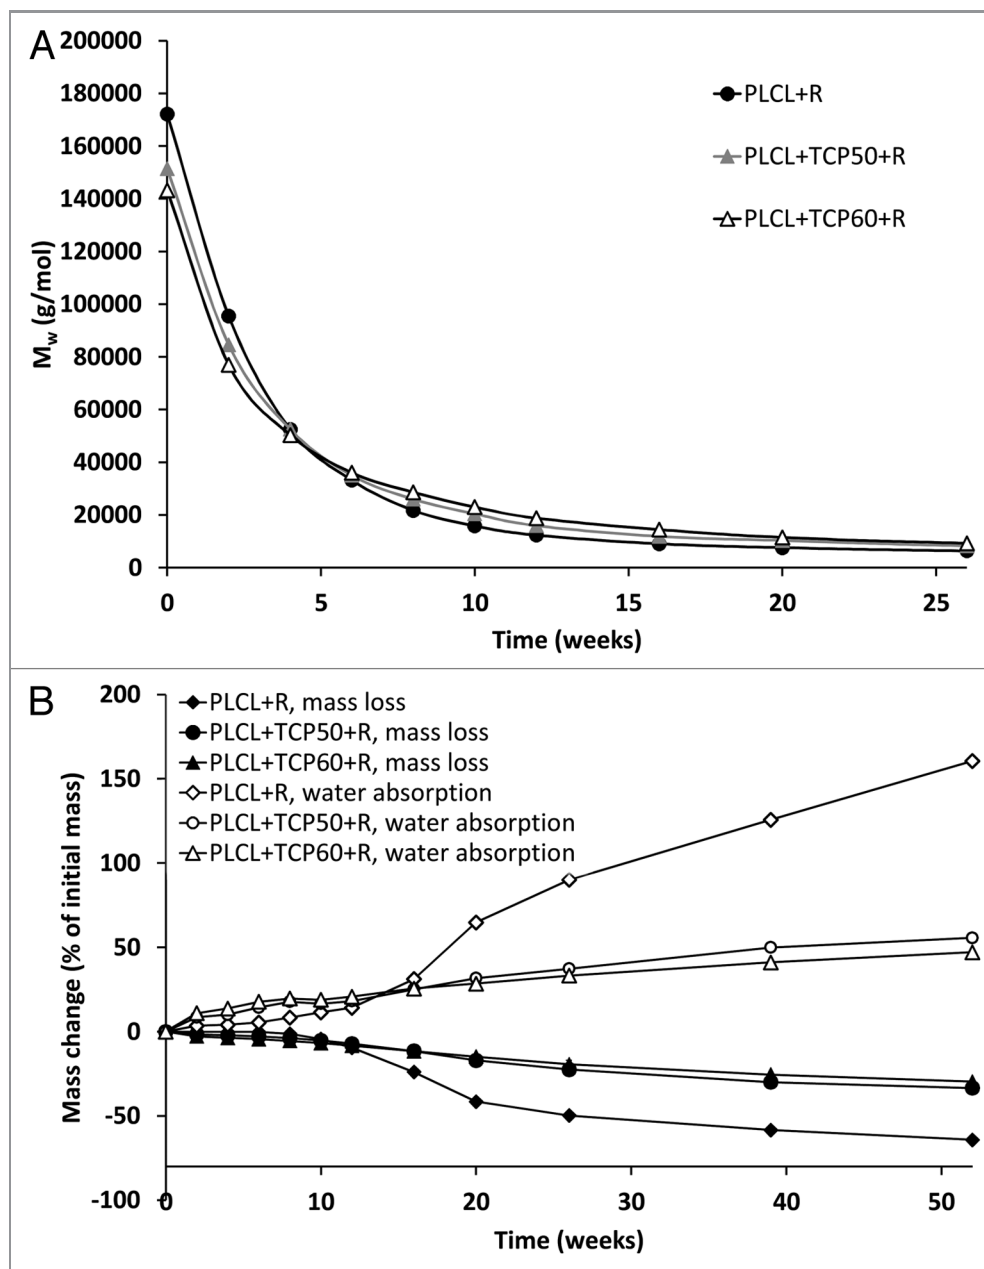 A
200000
180000
160000
140000
120000
100000
80000
60000
40000
20000
0
M_w (g/mol)
PLCL+R
PLCL+TCP50+R
PLCL+TCP60+R
0 5 10 15 20 25
Time (weeks)
B
200
150
100
50
0
-50
-100
Mass change (% of initial mass)
PLCL+R, mass loss
PLCL+TCP50+R, mass loss
PLCL+TCP60+R, mass loss
PLCL+R, water absorption
PLCL+TCP50+R, water absorption
PLCL+TCP60+R, water absorption
0 10 20 30 40 50
Time (weeks)